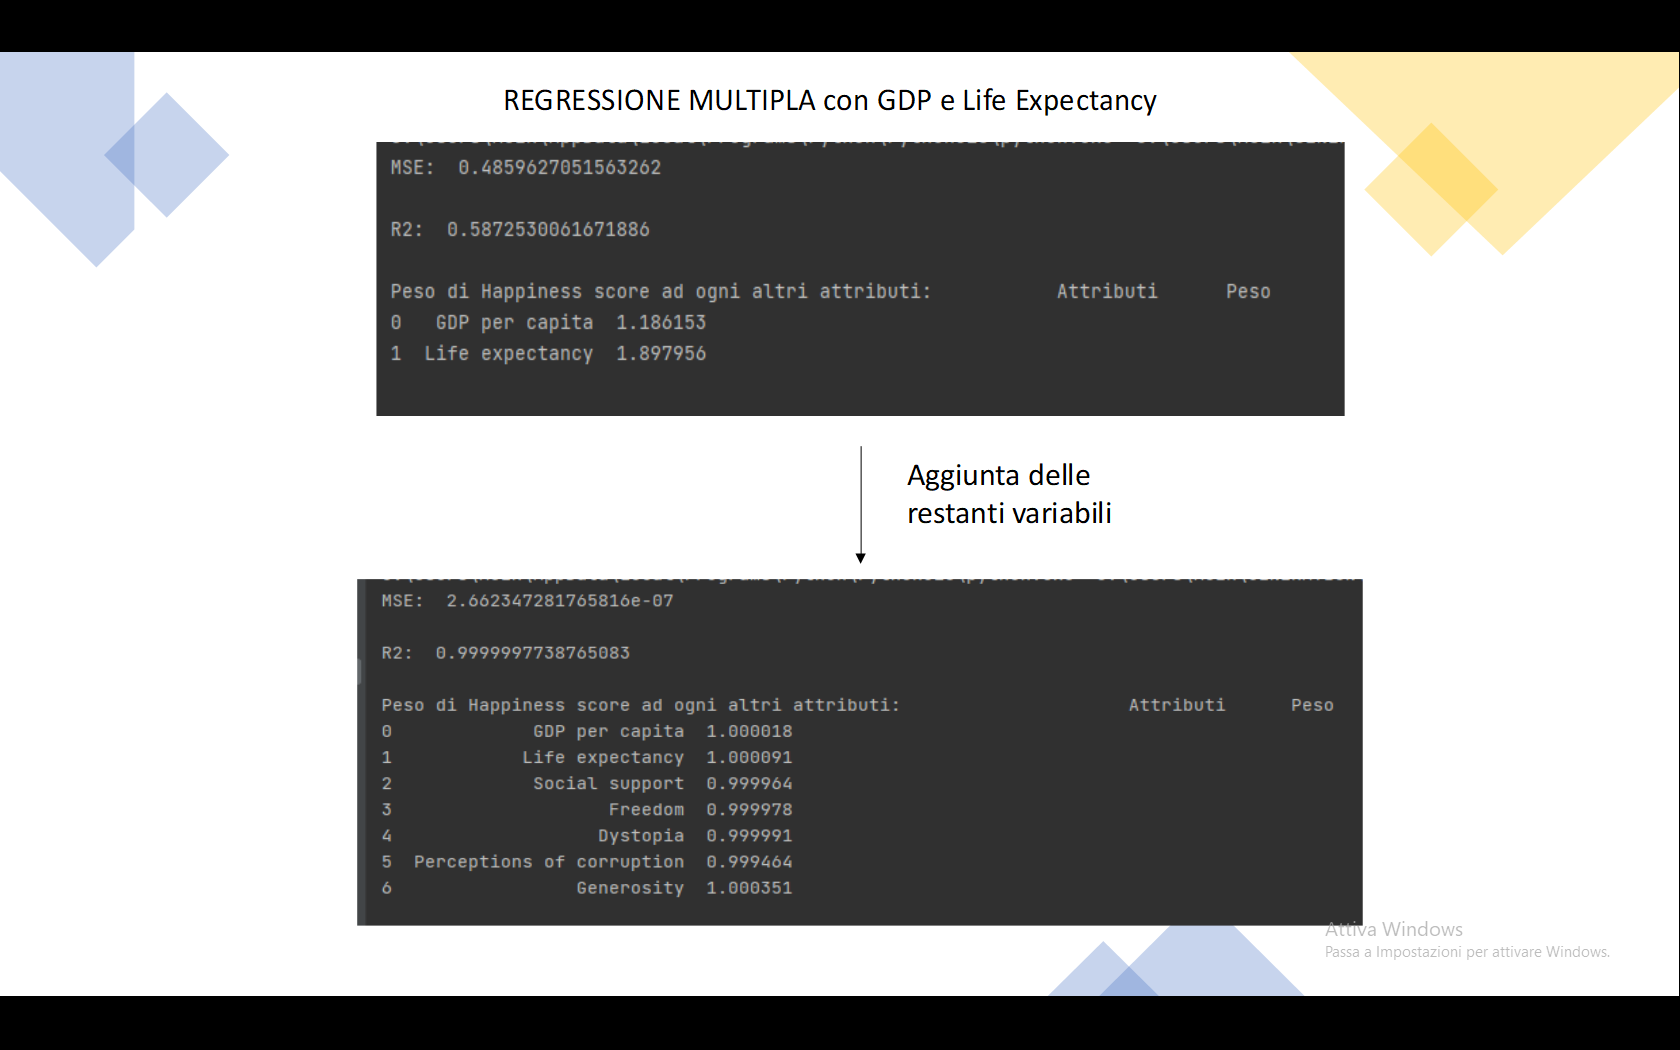 REGRESSIONE MULTIPLA con GDP e Life Expectancy
MSE:  0.4859627051563262
R2:  0.5872530061671886
Peso di Happiness score ad ogni altri attributi:           Attributi      Peso
0   GDP per capita  1.186153
1  Life expectancy  1.897956
Aggiunta delle
restanti variabili
MSE:  2.662347281765816e-07
R2:  0.9999997738765083
Peso di Happiness score ad ogni altri attributi:                     Attributi      Peso
0             GDP per capita  1.000018
1            Life expectancy  1.000091
2             Social support  0.999964
3                    Freedom  0.999978
4                   Dystopia  0.999991
5  Perceptions of corruption  0.999464
6                 Generosity  1.000351
Attiva Windows
Passa a Impostazioni per attivare Windows.